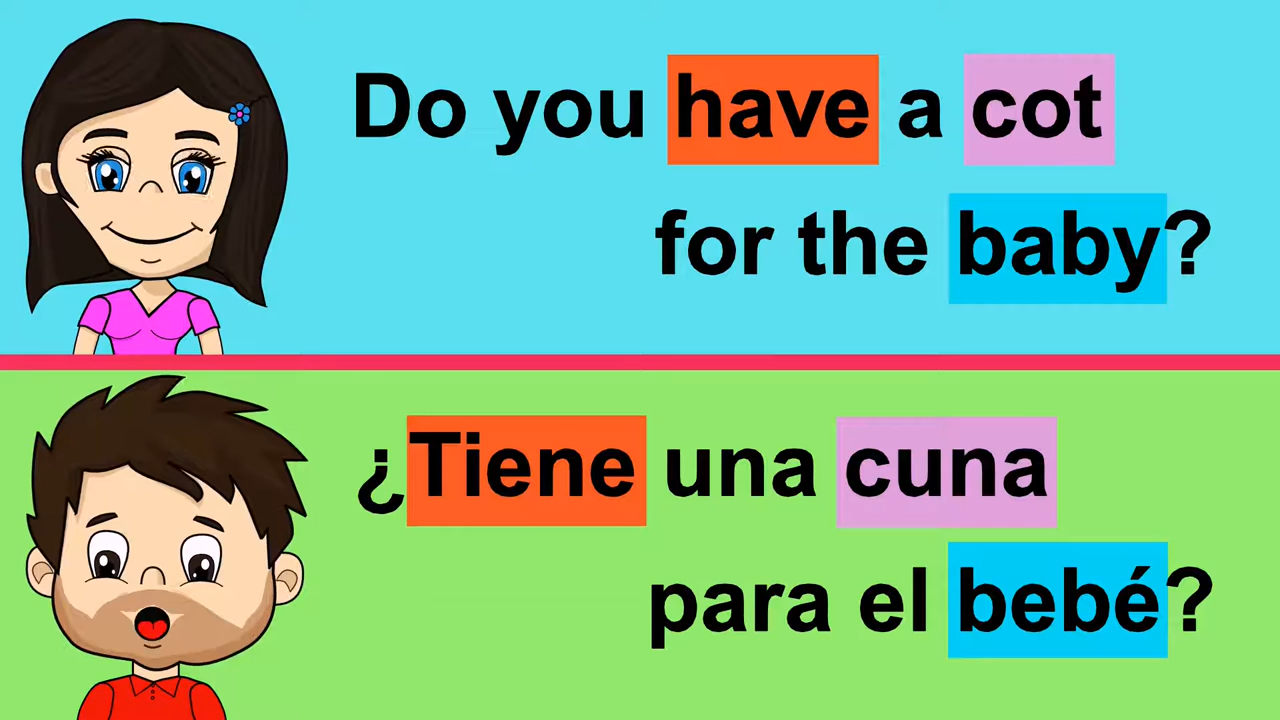 Do you have a cot
for the baby?
¿Tiene una cuna
para el bebé?